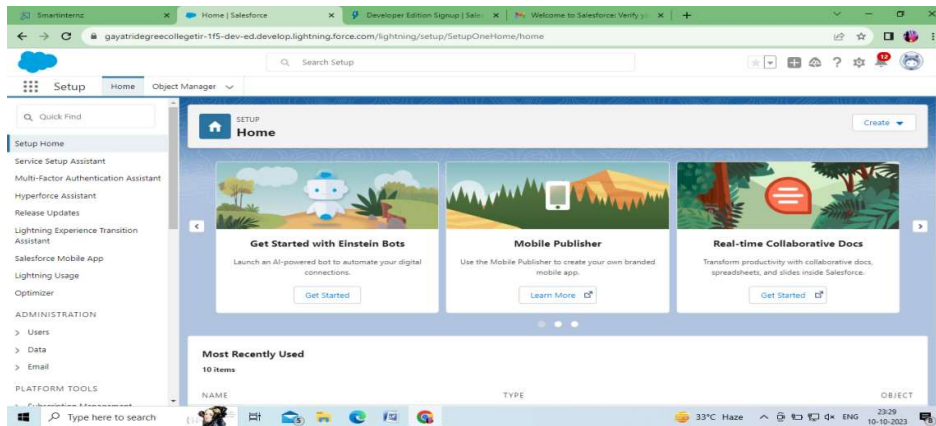 Smartinternz
Home | Salesforce
Developer Edition Signup | Sale
Welcome to Salesforce: Verify yo
gayatridegreecollegetir-1f5-dev-ed.develop.lightning.force.com/lightning/setup/SetupOneHome/home
Search Setup
12
Setup
Home
Object Manager
Quick Find
Setup Home
Service Setup Assistant
Multi-Factor Authentication Assistant
Hyperforce Assistant
Release Updates
Lightning Experience Transition
Assistant
Salesforce Mobile App
Lightning Usage
Optimizer
ADMINISTRATION
Users
Data
Email
PLATFORM TOOLS
Subscription Management
SETUP
Home
Create
Get Started with Einstein Bots
Launch an AI-powered bot to automate your digital
connections.
Get Started
Mobile Publisher
Use the Mobile Publisher to create your own branded
mobile app.
Learn More
Real-time Collaborative Docs
Transform productivity with collaborative docs,
spreadsheets, and slides inside Salesforce.
Get Started
Most Recently Used
10 items
NAME TYPE OBJECT
Type here to search
33°C Haze
ENG
23:29
10-10-2023